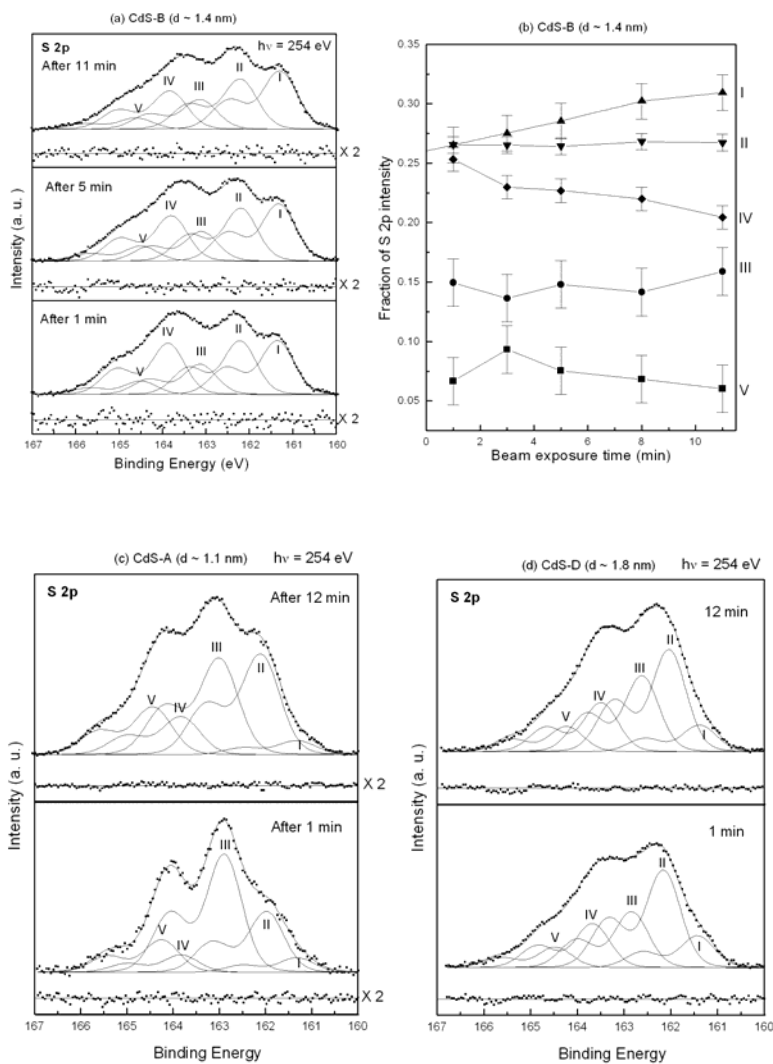 (a) CdS-B (d ~ 1.4nm)
S 2p
hν = 254 eV
After 11 min
V
IV
III
II
I
X 2
After 5 min
V
IV
III
II
I
X 2
After 1 min
V
IV
III
II
I
X 2
167 166 165 164 163 162 161 160
Binding Energy (eV)
Intensity (a. u.)
(b) CdS-B (d ~ 1.4nm)
0.35
0.30
0.25
0.20
0.15
0.10
0.05
Fraction of S 2p intensity
I
II
IV
III
V
0 2 4 6 8 10
Beam exposure time (min)
(c) CdS-A (d ~ 1.1 nm) hν = 254 eV
S 2p
After 12 min
V
IV
III
II
I
X 2
After 1 min
V
IV
III
II
I
X 2
167 166 165 164 163 162 161 160
Binding Energy
Intensity (a. u.)
(d) CdS-D (d ~ 1.8 nm) hν = 254 eV
S 2p
12 min
V
IV
III
II
I
1 min
V
IV
III
II
I
167 166 165 164 163 162 161 160
Binding Energy
Intensity (a. u.)